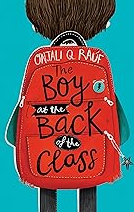 ONJALI Q. RAÚF
The
BOY
at the
BACK
of the
CLASS